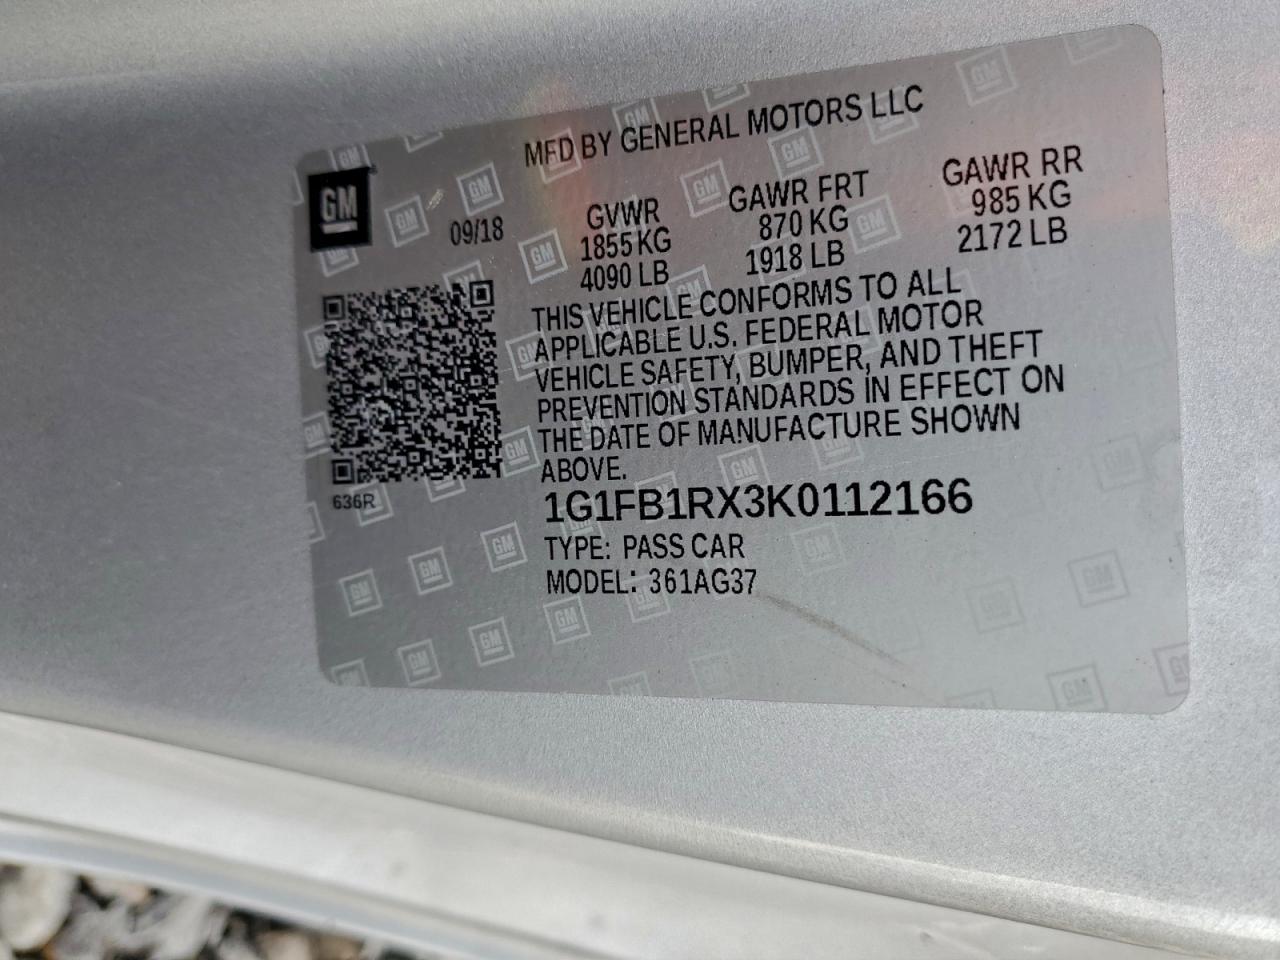 MFD BY GENERAL MOTORS LLC
GM
09/18
GVWR GAWR FRT GAWR RR
1855 KG 870 KG 985 KG
4090 LB 1918 LB 2172 LB
THIS VEHICLE CONFORMS TO ALL
APPLICABLE U.S. FEDERAL MOTOR
VEHICLE SAFETY, BUMPER, AND THEFT
PREVENTION STANDARDS IN EFFECT ON
THE DATE OF MANUFACTURE SHOWN
ABOVE.
636R
1G1FB1RX3K0112166
TYPE: PASS CAR
MODEL: 361AG37